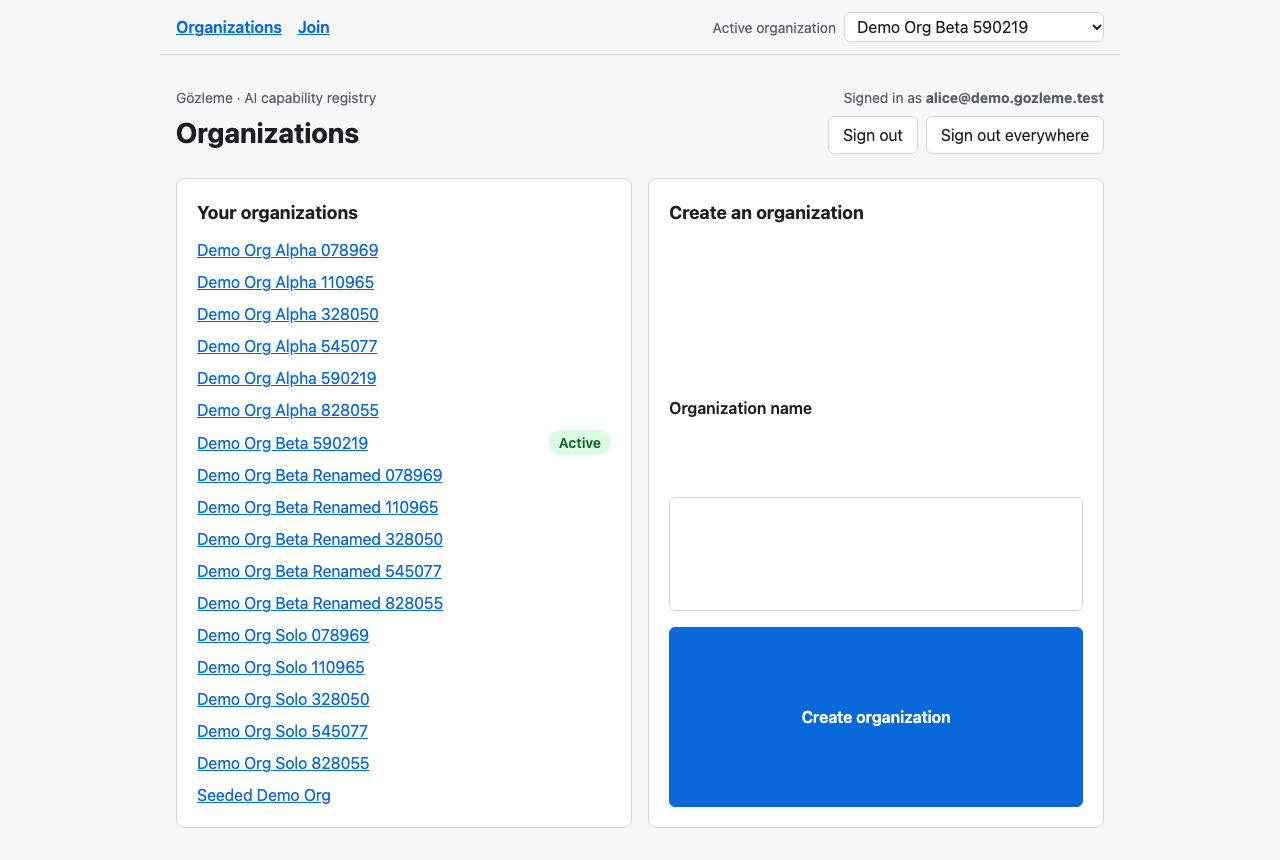 Organizations Join
Active organization Demo Org Beta 590219
Gözleme · AI capability registry
Signed in as alice@demo.gozleme.test
Organizations
Sign out Sign out everywhere
Your organizations
Demo Org Alpha 078969
Demo Org Alpha 110965
Demo Org Alpha 328050
Demo Org Alpha 545077
Demo Org Alpha 590219
Demo Org Alpha 828055
Demo Org Beta 590219 Active
Demo Org Beta Renamed 078969
Demo Org Beta Renamed 110965
Demo Org Beta Renamed 328050
Demo Org Beta Renamed 545077
Demo Org Beta Renamed 828055
Demo Org Solo 078969
Demo Org Solo 110965
Demo Org Solo 328050
Demo Org Solo 545077
Demo Org Solo 828055
Seeded Demo Org
Create an organization
Organization name
Create organization